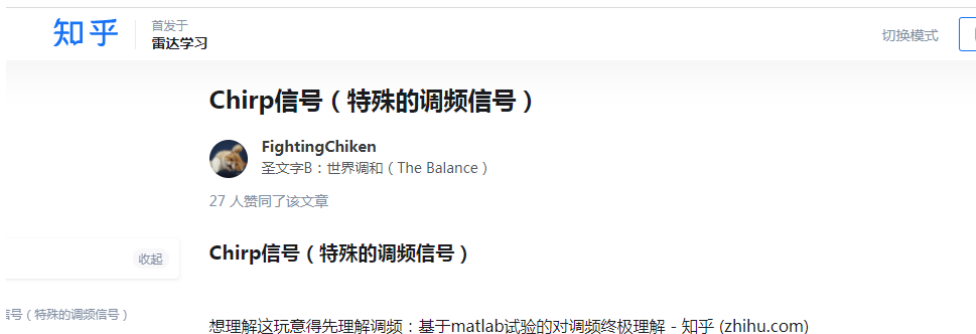 知乎
首发于
雷达学习
切换模式
Chirp信号（特殊的调频信号）
FightingChiken
圣文字B：世界调和（The Balance）
27 人赞同了该文章
Chirp信号（特殊的调频信号）
收起
号（特殊的调频信号）
想理解这玩意得先理解调频：基于matlab试验的对调频终极理解 - 知乎 (zhihu.com)